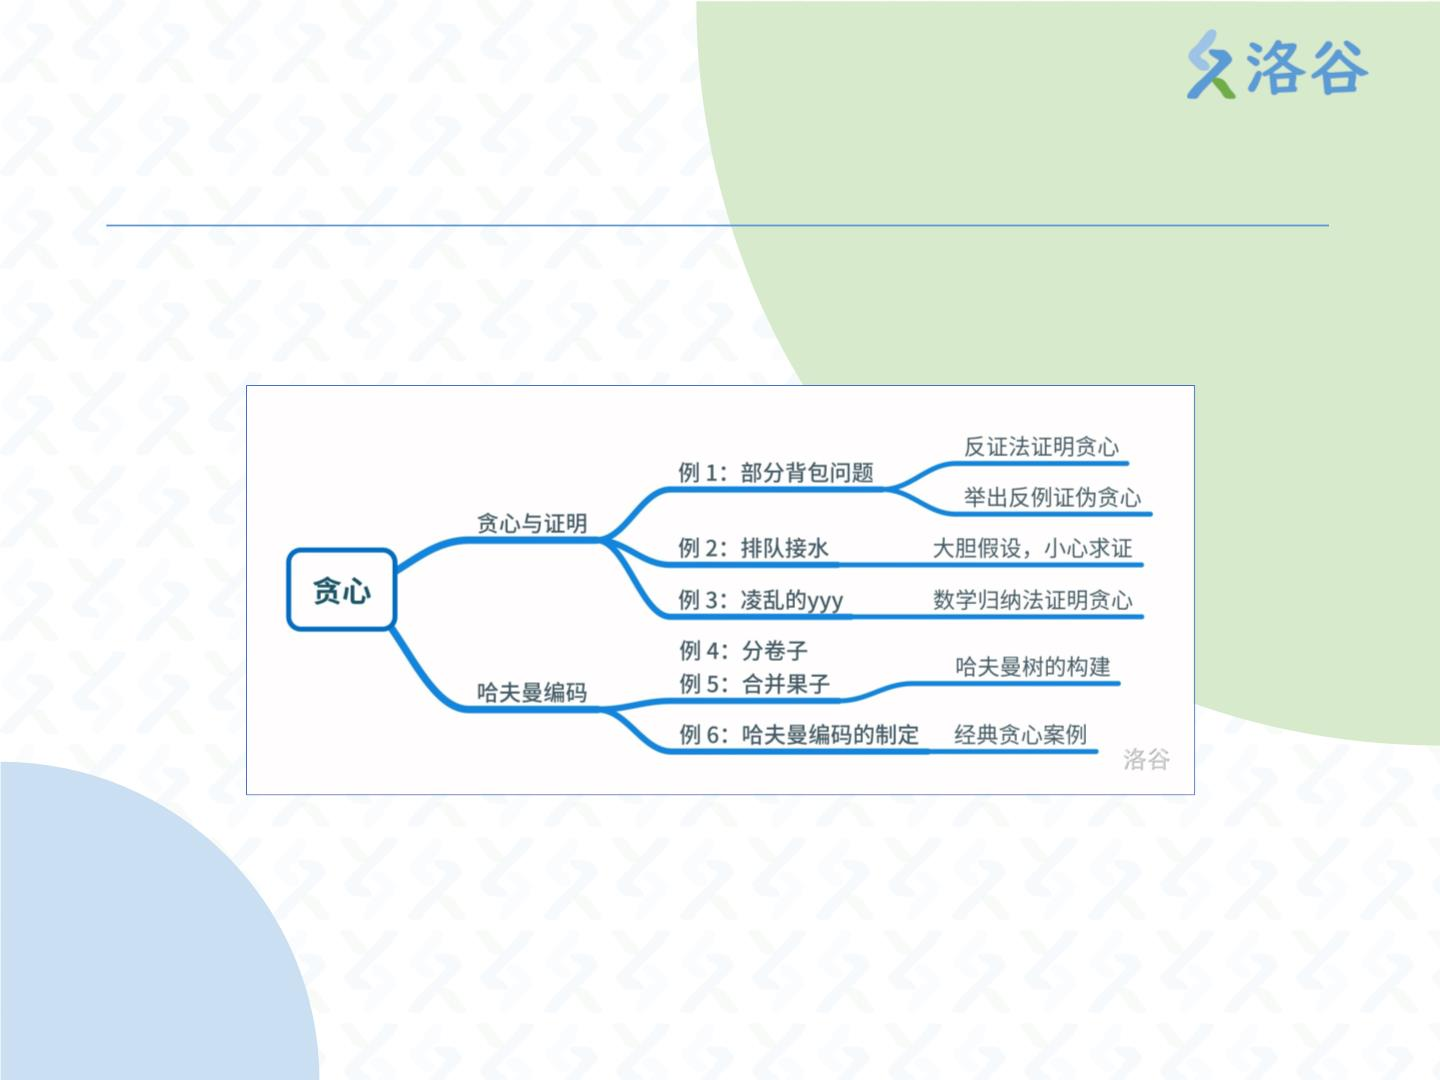 洛谷
反证法证明贪心
例 1：部分背包问题
举出反例证伪贪心
贪心与证明
例 2：排队接水
大胆假设，小心求证
贪心
例 3：凌乱的yyy
数学归纳法证明贪心
例 4：分卷子
例 5：合并果子
哈夫曼树的构建
哈夫曼编码
例 6：哈夫曼编码的制定
经典贪心案例
洛谷